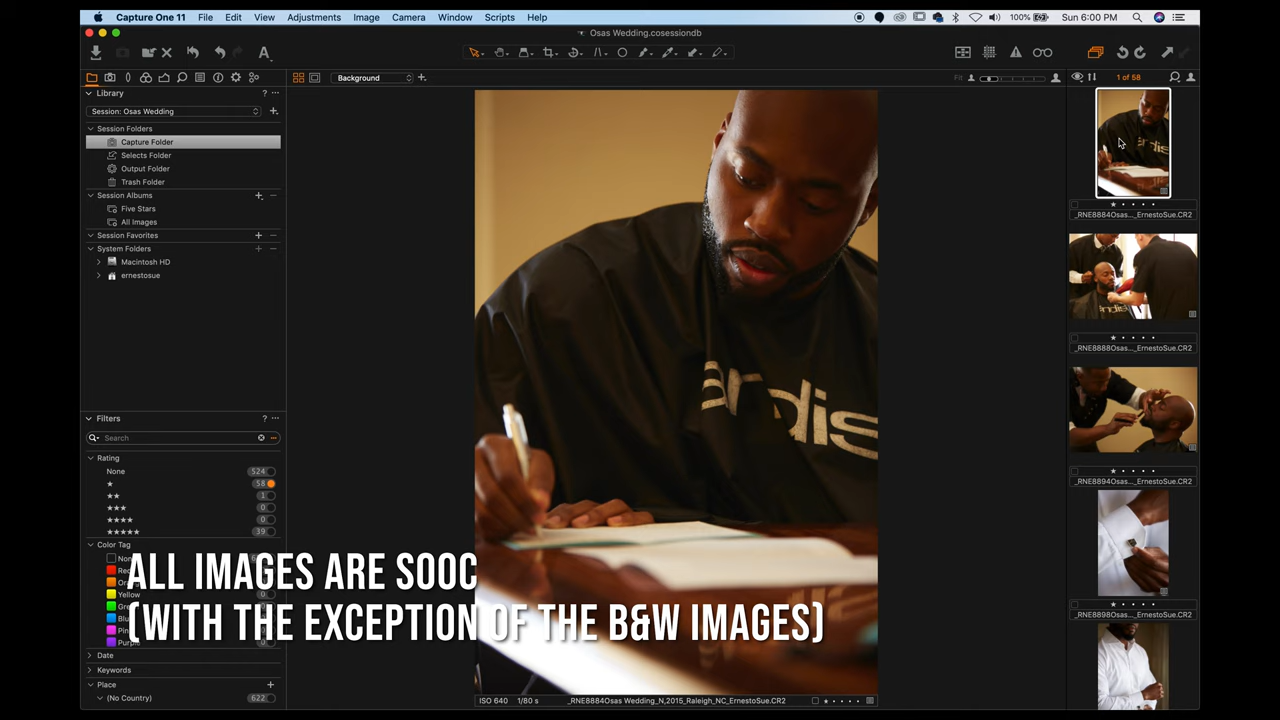 Capture One 11 File Edit View Adjustments Image Camera Window Scripts Help 100% Sun 6:00 PM
Osas Wedding.cosessiondb
Background
Fit
1 of 58
Library
Session: Osas Wedding
Session Folders
Capture Folder
Selects Folder
Output Folder
Trash Folder
Session Albums
Five Stars
All Images
Session Favorites
System Folders
Macintosh HD
ernestosue
Filters
Search
Rating
None 524
★ 58
★★ 1
★★★ 0
★★★★ 0
★★★★★ 39
Color Tag
Yellow 0
Date
Keywords
Place
(No Country) 622
ALL IMAGES ARE SOOC
(WITH THE EXCEPTION OF THE B&W IMAGES)
andis
ISO 640 1/80 s _RNE8884Osas Wedding_N,2015_Raleigh_NC_ErnestoSue.CR2
_RNE8884Osas..._ErnestoSue.CR2
_RNE8888Osas..._ErnestoSue.CR2
_RNE8894Osas..._ErnestoSue.CR2
_RNE8898Osas..._ErnestoSue.CR2